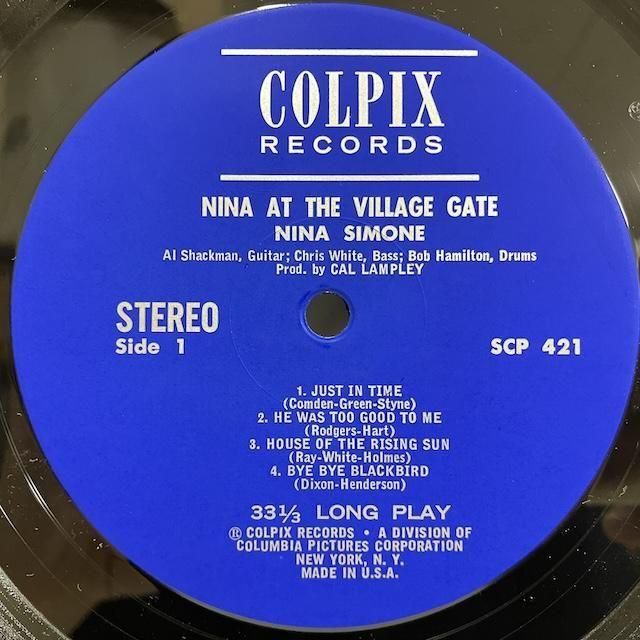 COLPIX
RECORDS
NINA AT THE VILLAGE GATE
NINA SIMONE
Al Shackman, Guitar; Chris White, Bass; Bob Hamilton, Drums
Prod. by CAL LAMPLEY
STEREO
Side 1
SCP 421
1. JUST IN TIME
(Comden-Green-Styne)
2. HE WAS TOO GOOD TO ME
(Rodgers-Hart)
3. HOUSE OF THE RISING SUN
(Ray-White-Holmes)
4. BYE BYE BLACKBIRD
(Dixon-Henderson)
33⅓ LONG PLAY
® COLPIX RECORDS • A DIVISION OF
COLUMBIA PICTURES CORPORATION
NEW YORK, N. Y.
MADE IN U.S.A.